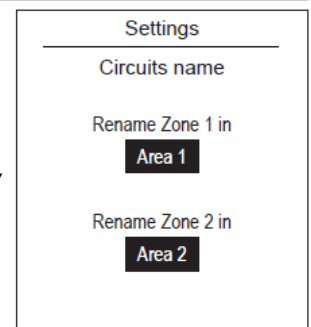 Settings
Circuits name
Rename Zone 1 in
Area 1
Rename Zone 2 in
Area 2